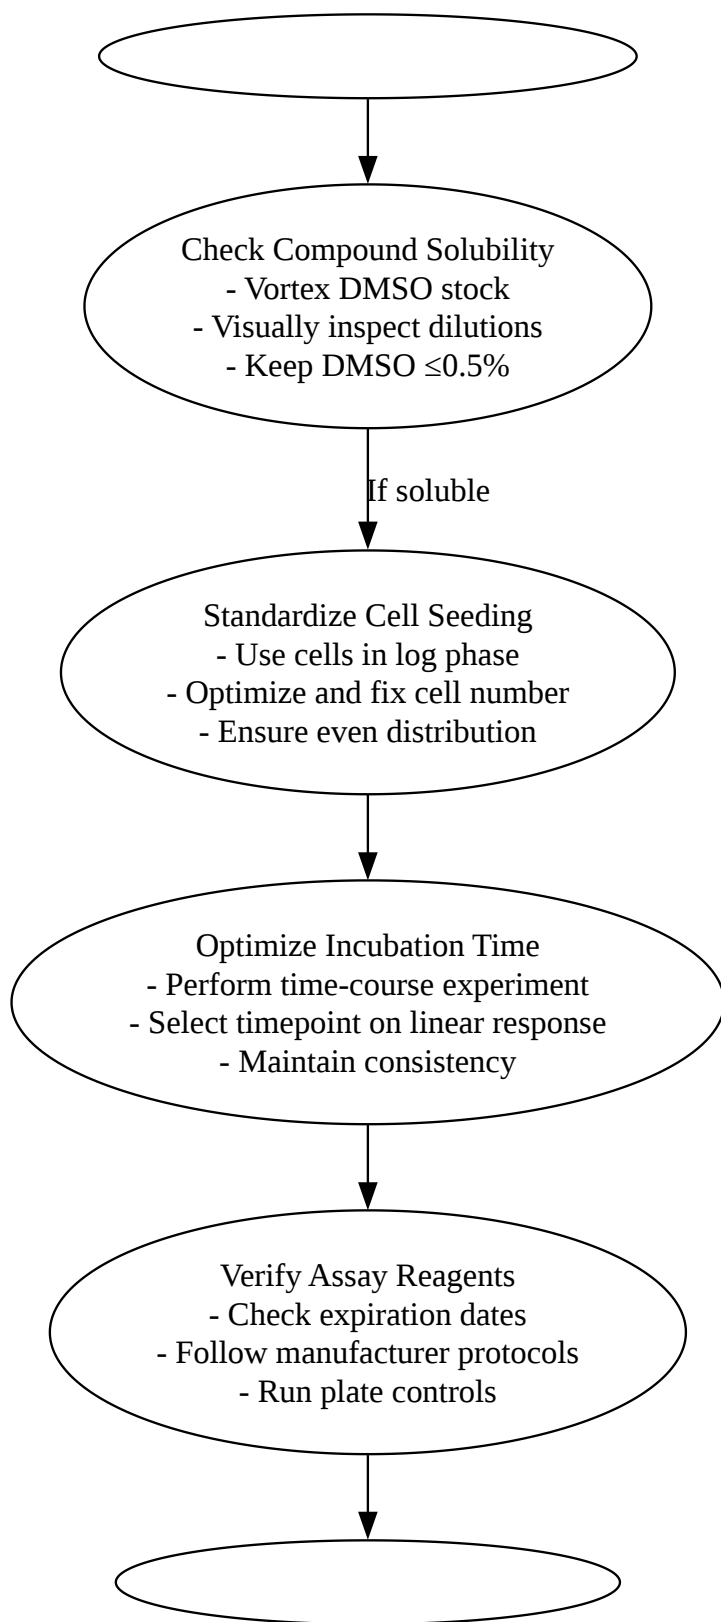 Check Compound Solubility
- Vortex DMSO stock
- Visually inspect dilutions
- Keep DMSO ≤0.5%
If soluble
Standardize Cell Seeding
- Use cells in log phase
- Optimize and fix cell number
- Ensure even distribution
Optimize Incubation Time
- Perform time-course experiment
- Select timepoint on linear response
- Maintain consistency
Verify Assay Reagents
- Check expiration dates
- Follow manufacturer protocols
- Run plate controls